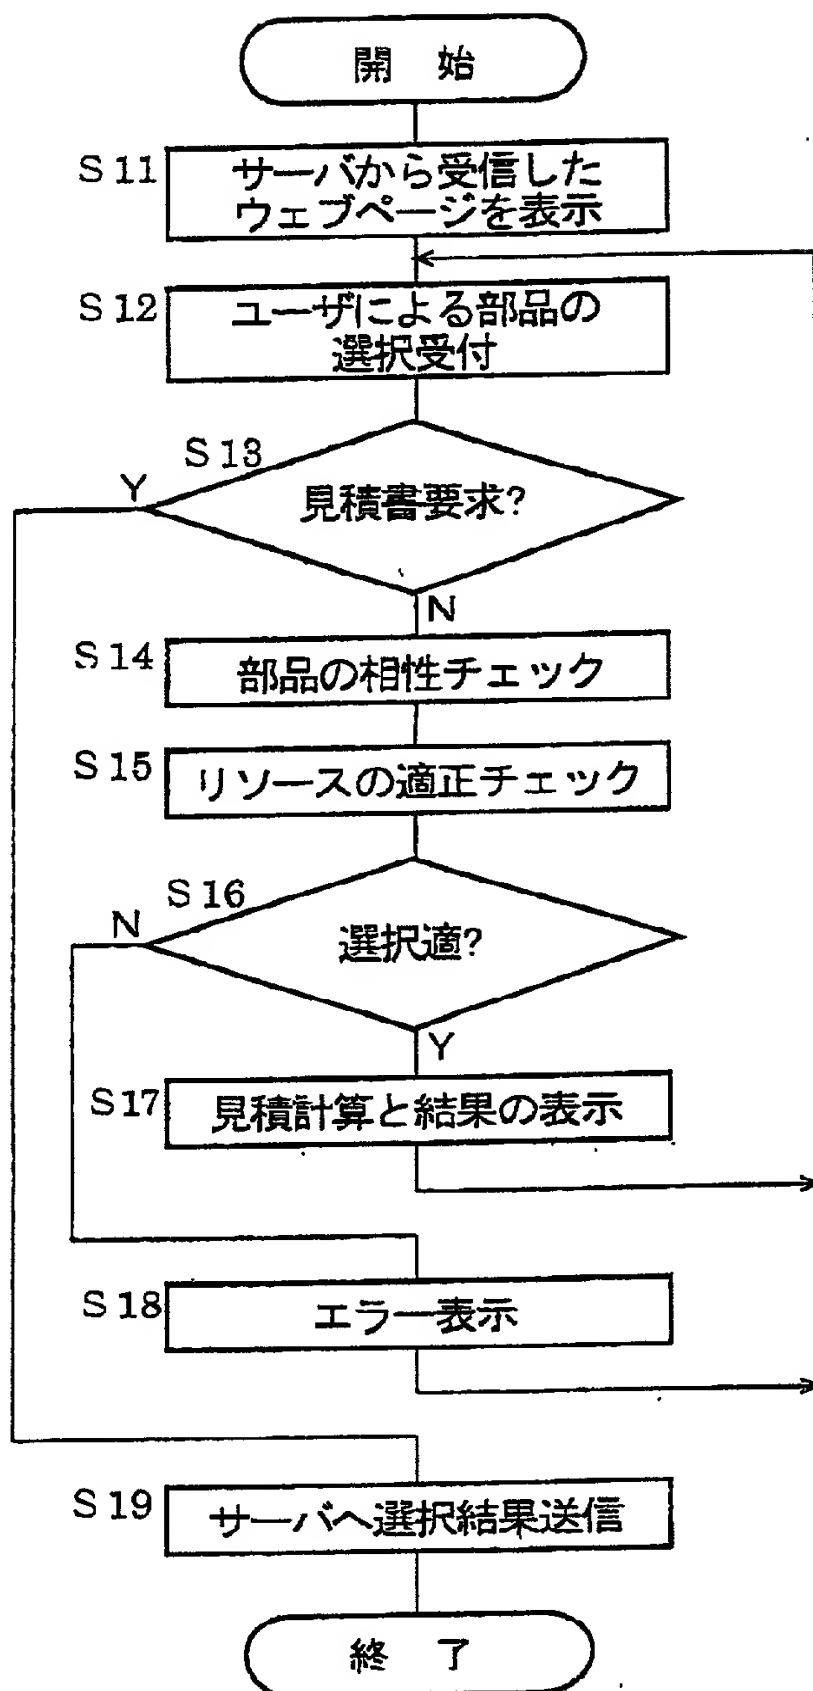 開 始
S11
サーバから受信した
ウェブページを表示
S12
ユーザによる部品の
選択受付
S13
Y
見積書要求?
N
S14
部品の相性チェック
S15
リソースの適正チェック
S16
N
選択適?
Y
S17
見積計算と結果の表示
S18
エラー表示
S19
サーバへ選択結果送信
終 了